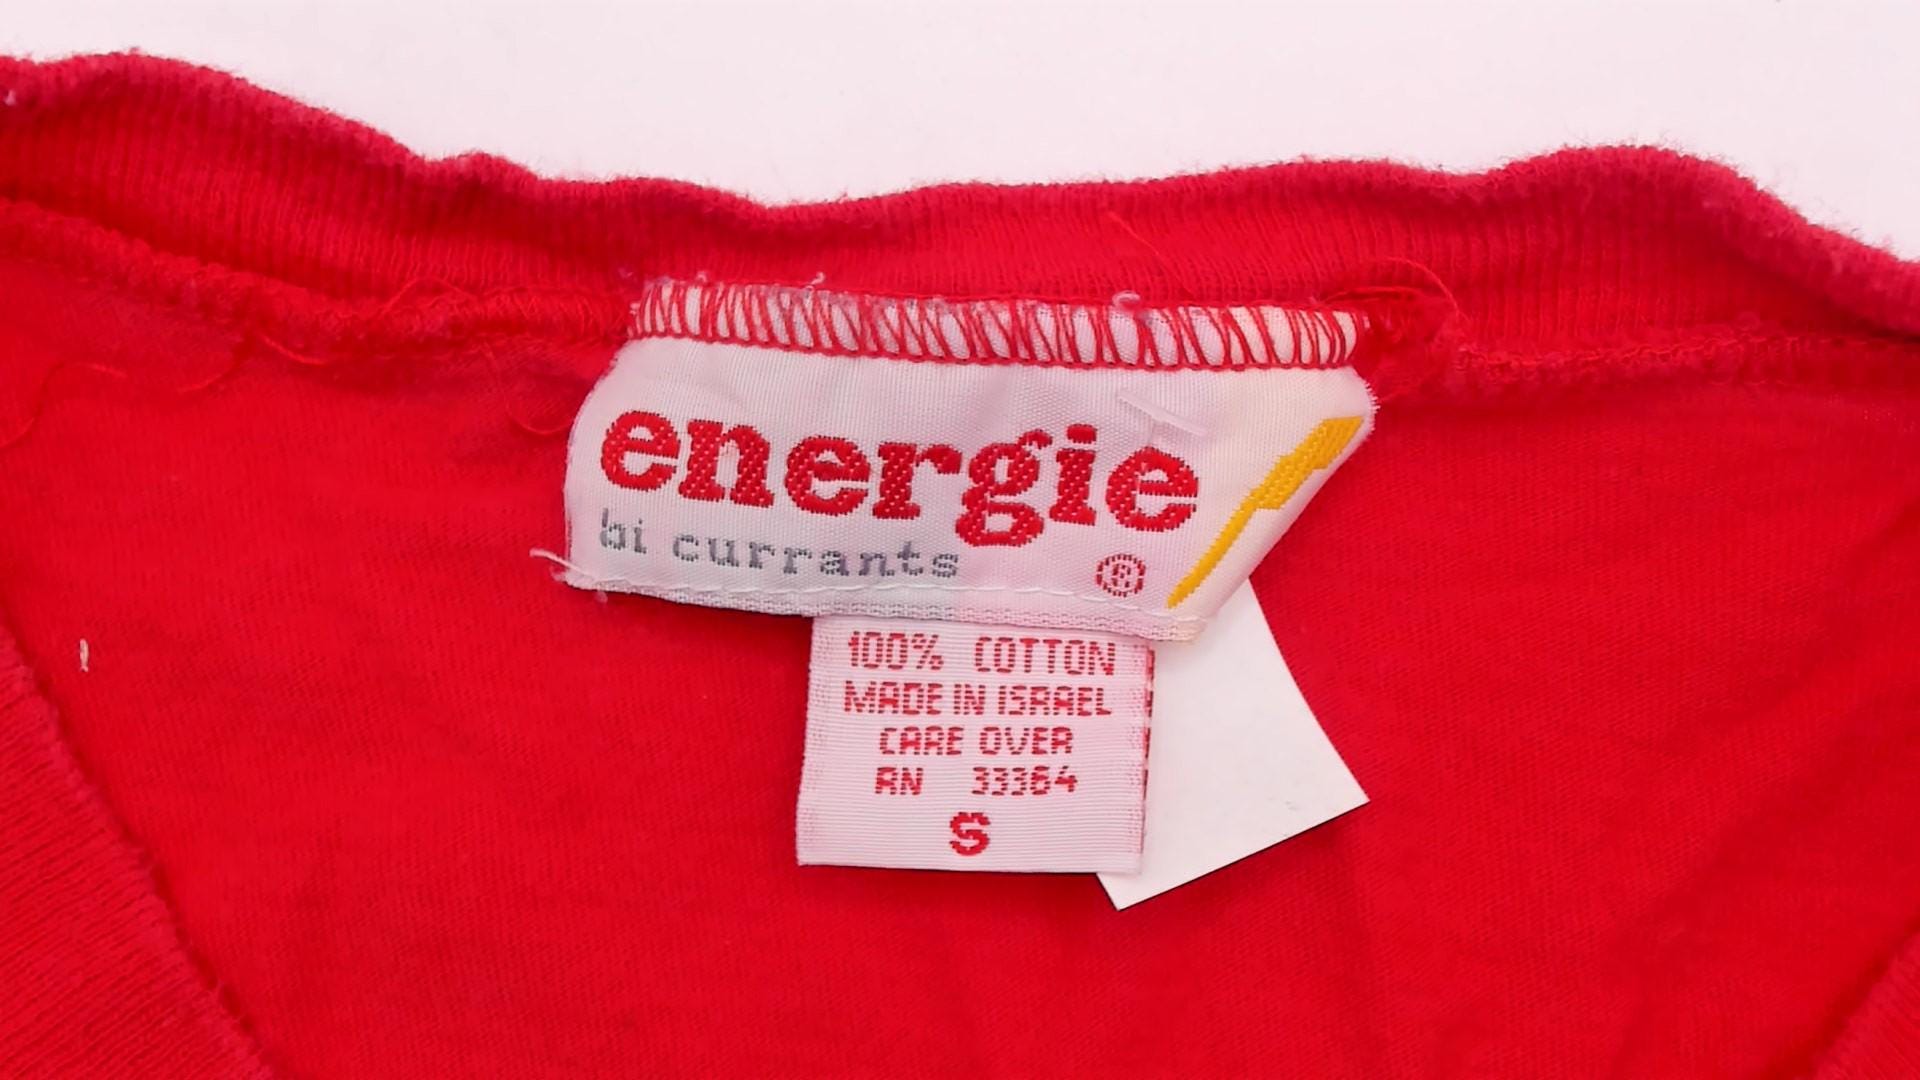 energie
bi currants
®
100% COTTON
MADE IN ISRAEL
CARE OVER
RN 33364
S